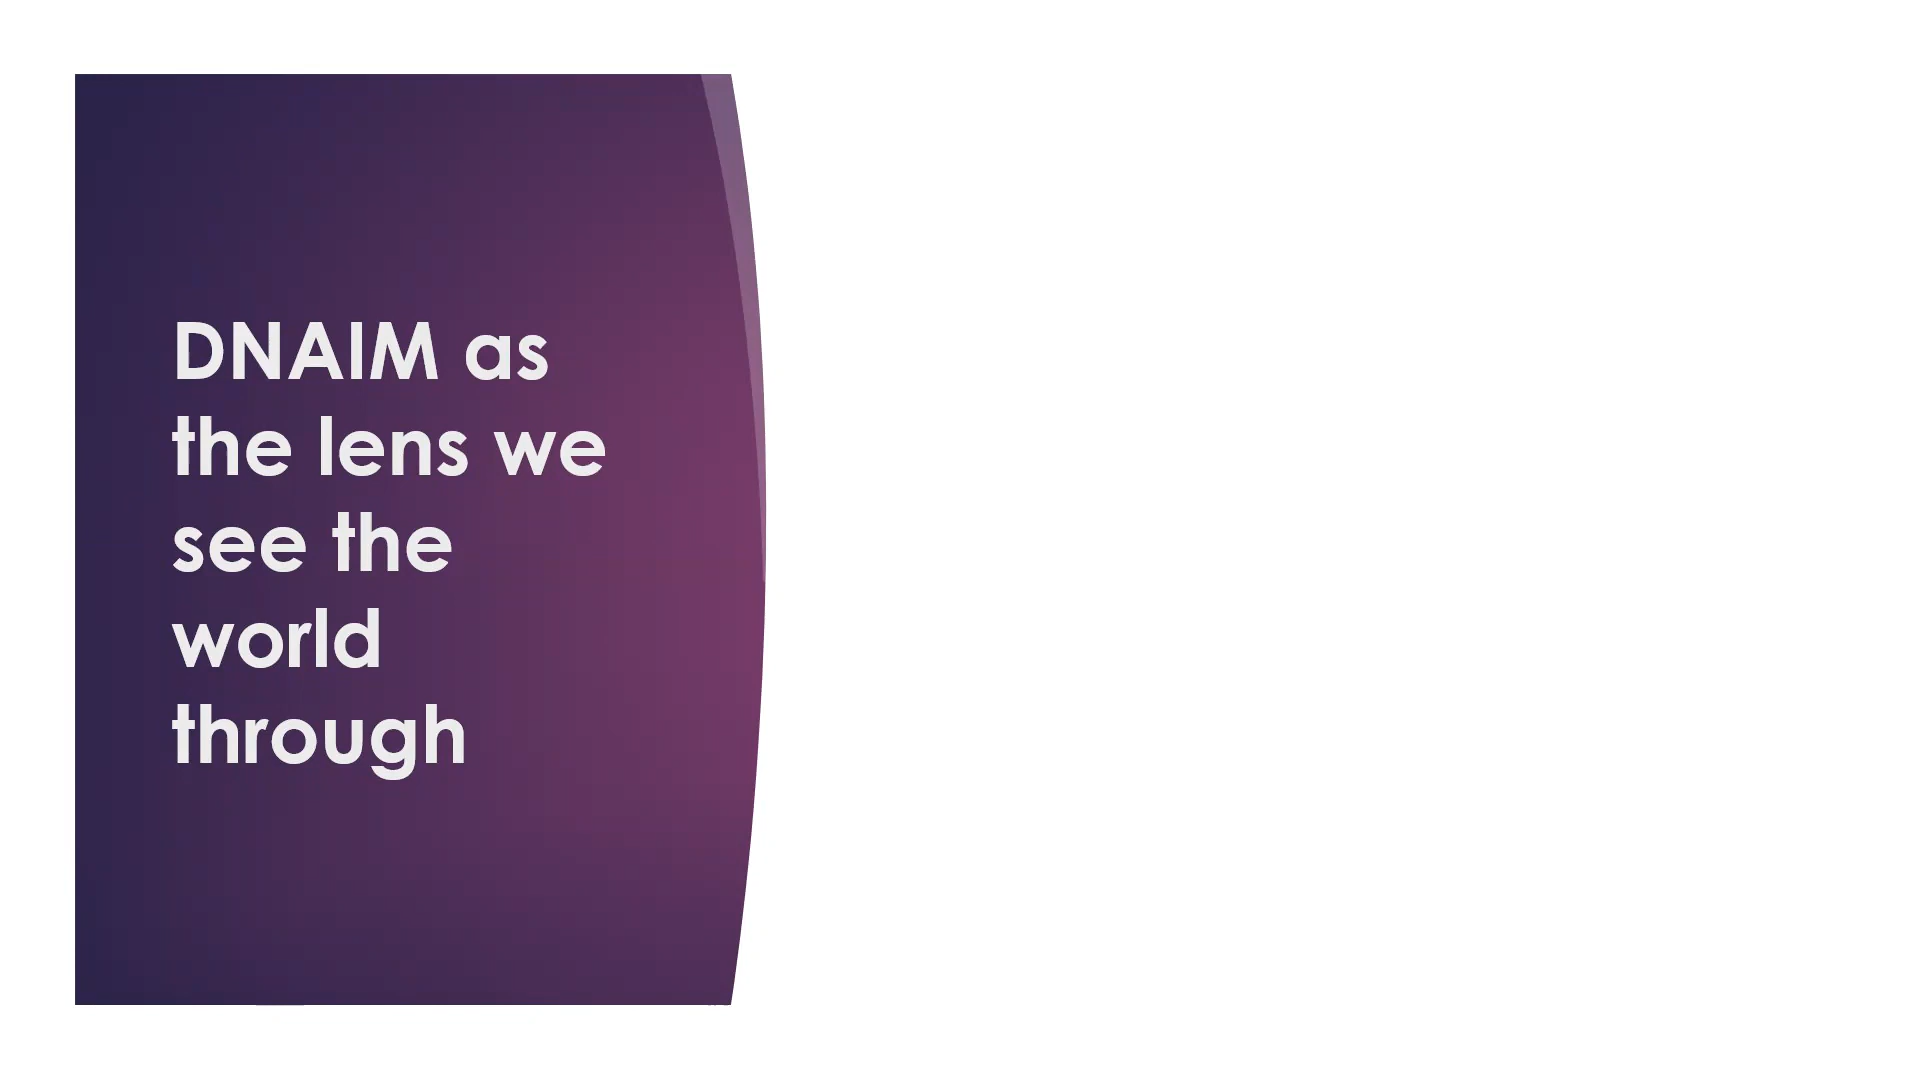 DNAIM as
the lens we
see the
world
through